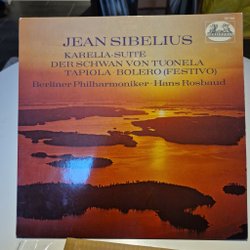 JEAN SIBELIUS
KARELIA-SUITE
DER SCHWAN VON TUONELA
TAPIOLA · BOLERO (FESTIVO)
Berliner Philharmoniker · Hans Rosbaud